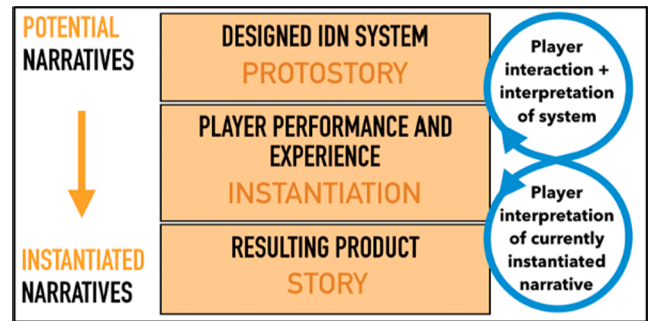 POTENTIAL
NARRATIVES
INSTANTIATED
NARRATIVES
DESIGNED IDN SYSTEM
PROTOSTORY
PLAYER PERFORMANCE AND
EXPERIENCE
INSTANTIATION
RESULTING PRODUCT
STORY
Player
interaction +
interpretation
of system
Player
interpretation
of currently
instantiated
narrative